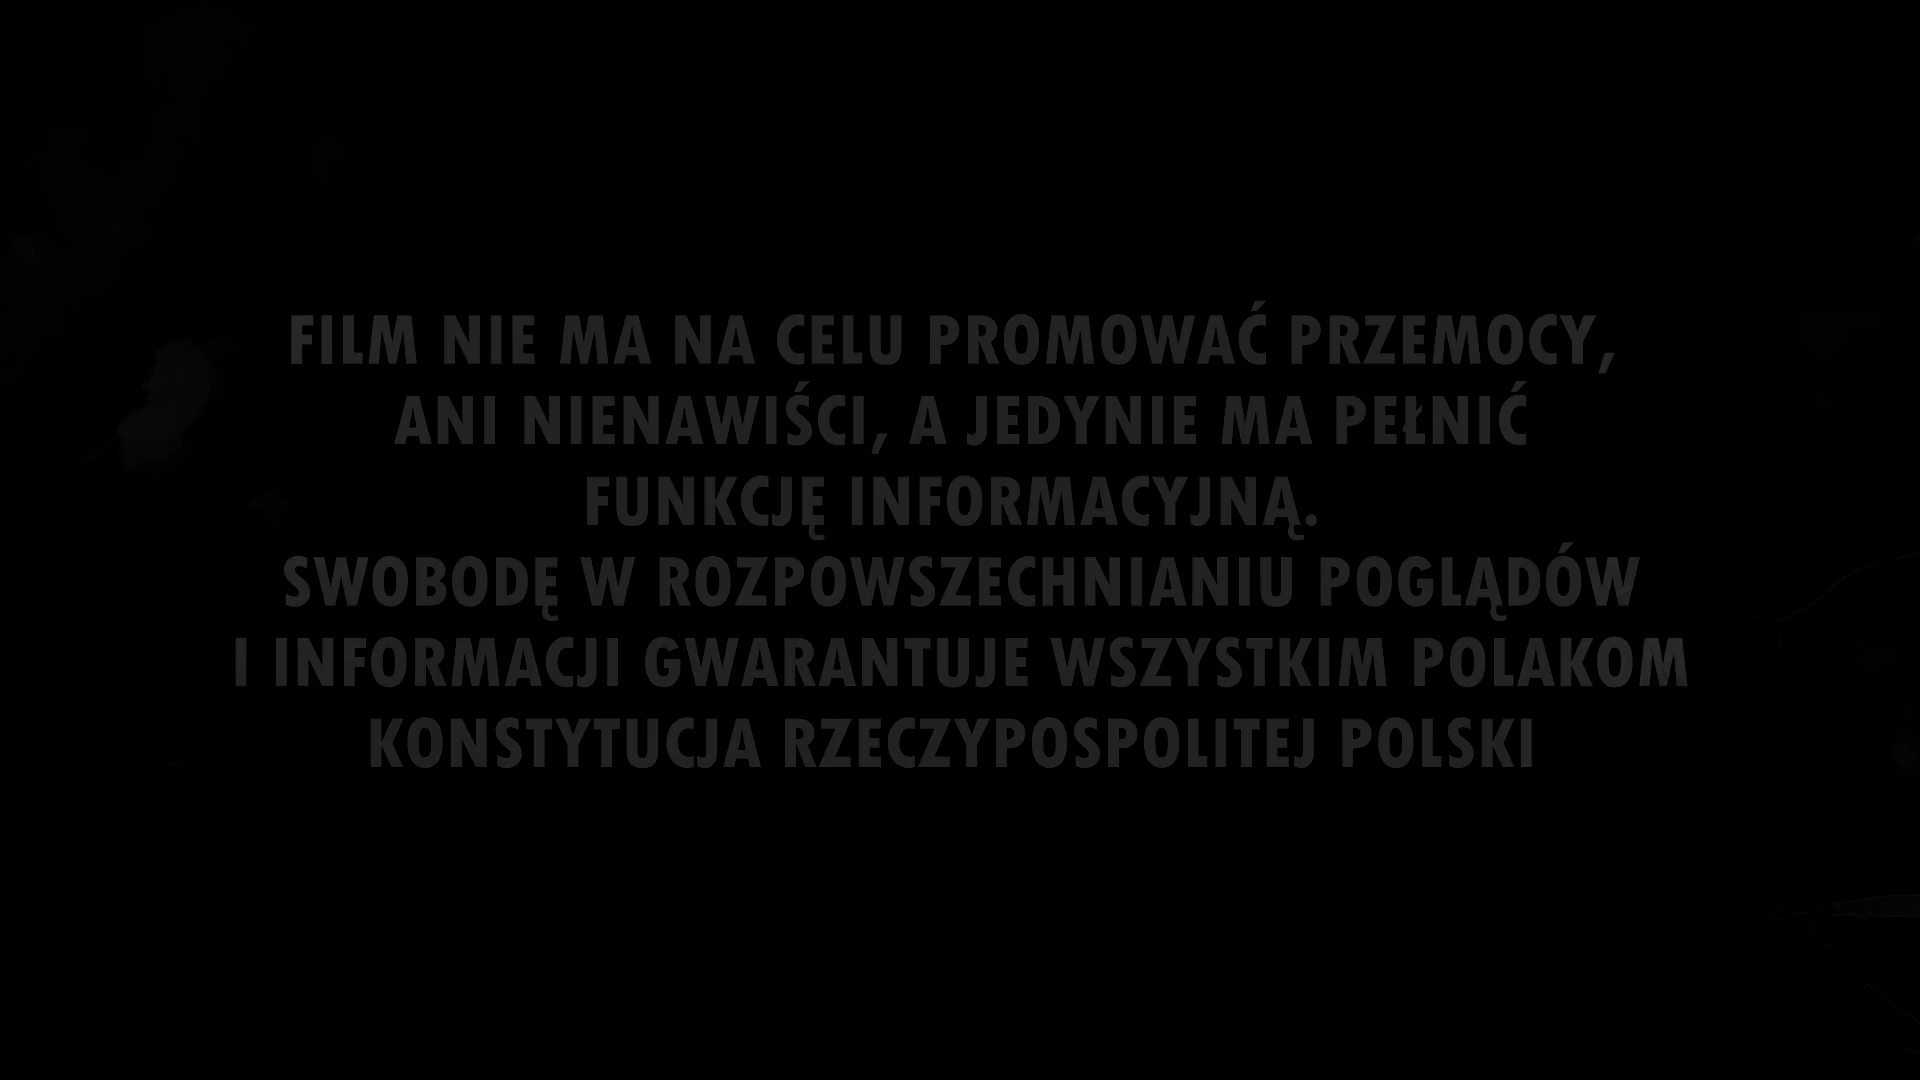 FILM NIE MA NA CELU PROMOWAĆ PRZEMOCY,
ANI NIENAWIŚCI, A JEDYNIE MA PEŁNIĆ
FUNKCJĘ INFORMACYJNĄ.
SWOBODĘ W ROZPOWSZECHNIANIU POGLĄDÓW
I INFORMACJI GWARANTUJE WSZYSTKIM POLAKOM
KONSTYTUCJA RZECZYPOSPOLITEJ POLSKI